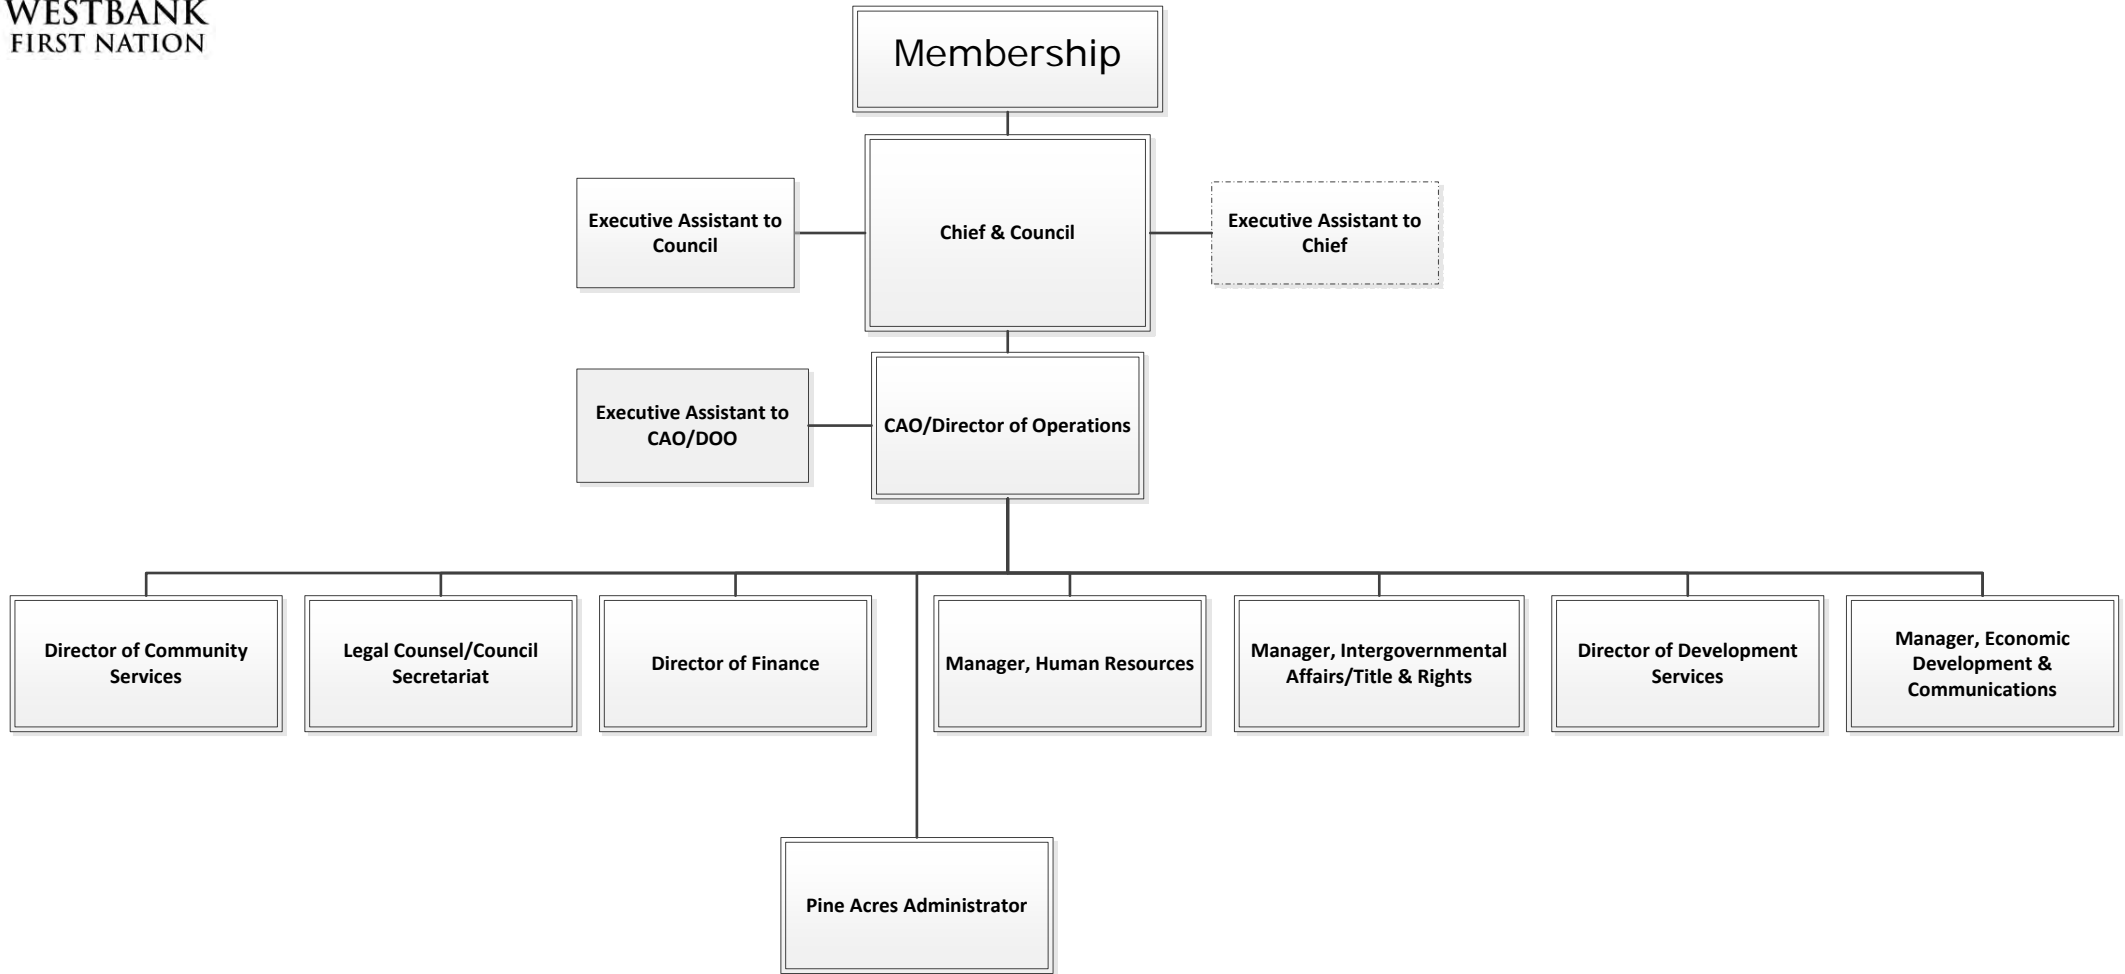 WESTBANK
FIRST NATION
Membership
Executive Assistant to
Council
Chief & Council
Executive Assistant to
Chief
Executive Assistant to
CAO/DOO
CAO/Director of Operations
Director of Community
Services
Legal Counsel/Council
Secretariat
Director of Finance
Manager, Human Resources
Manager, Intergovernmental
Affairs/Title & Rights
Director of Development
Services
Manager, Economic
Development &
Communications
Pine Acres Administrator